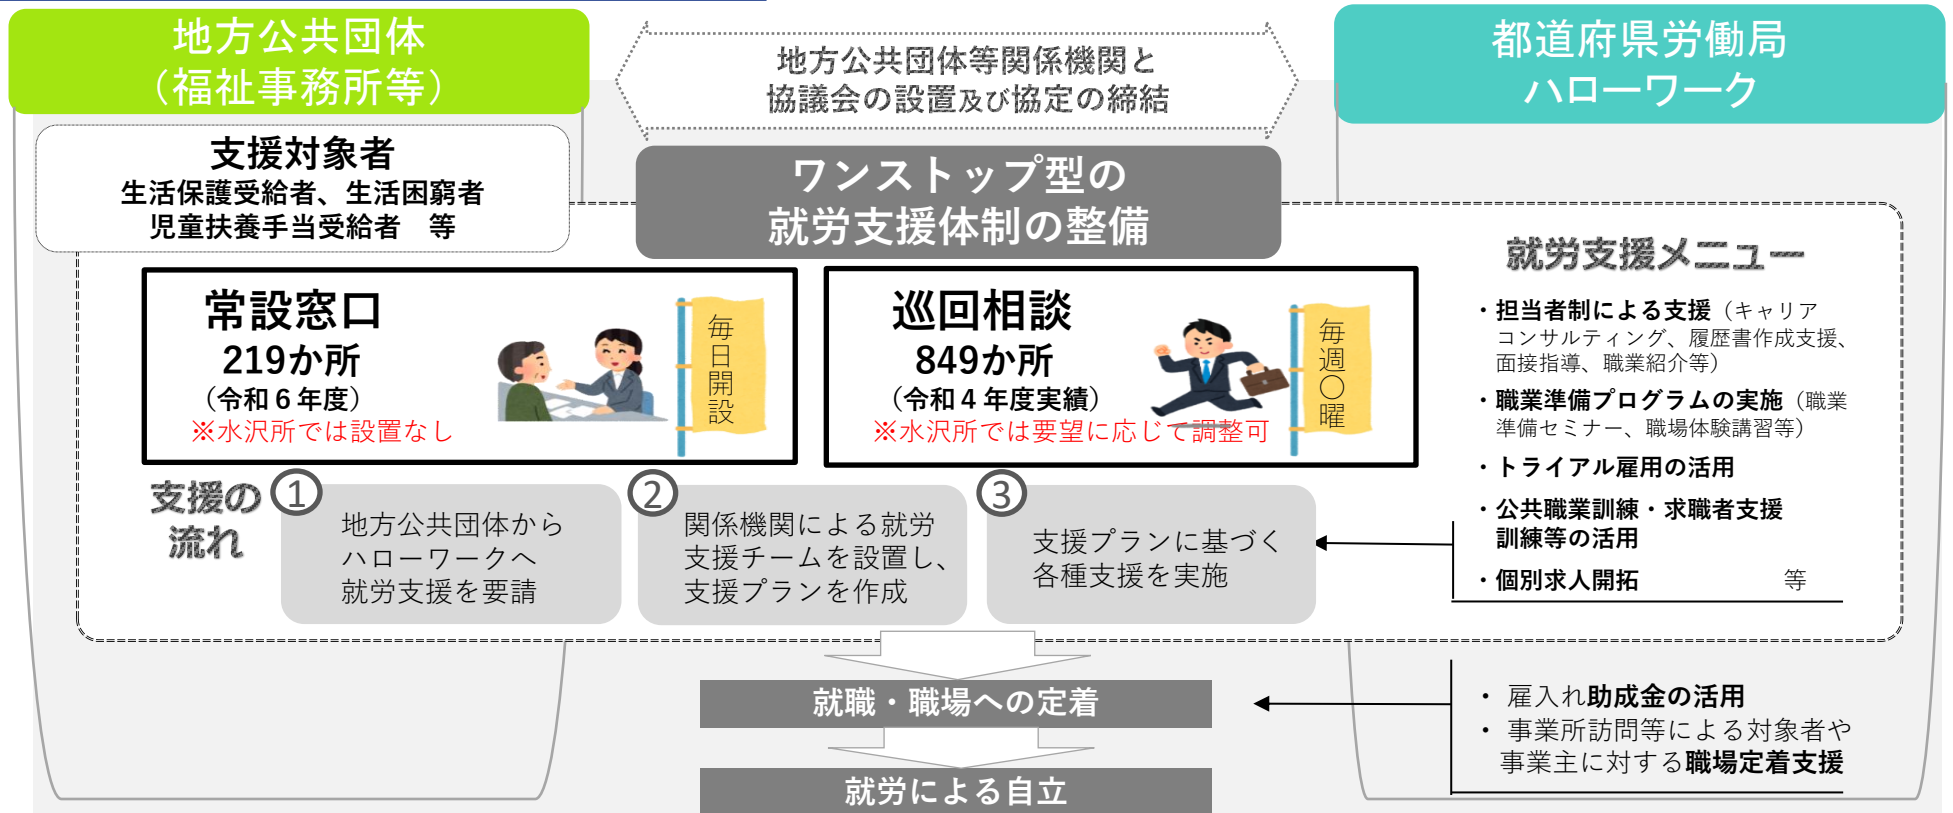 地方公共団体
（福祉事務所等）
地方公共団体等関係機関と
協議会の設置及び協定の締結
都道府県労働局
ハローワーク
支援対象者
生活保護受給者、生活困窮者
児童扶養手当受給者　等
ワンストップ型の
就労支援体制の整備
常設窓口
219か所
（令和６年度）
※水沢所では設置なし
毎日開設
巡回相談
849か所
（令和４年度実績）
※水沢所では要望に応じて調整可
毎週〇曜
就労支援メニュー
・担当者制による支援（キャリア
コンサルティング、履歴書作成支援、
面接指導、職業紹介等）
・職業準備プログラムの実施（職業
準備セミナー、職場体験講習等）
・トライアル雇用の活用
・公共職業訓練・求職者支援
訓練等の活用
・個別求人開拓　　　　　　等
支援の
流れ
①
地方公共団体から
ハローワークへ
就労支援を要請
②
関係機関による就労
支援チームを設置し、
支援プランを作成
③
支援プランに基づく
各種支援を実施
就職・職場への定着
・ 雇入れ助成金の活用
・ 事業所訪問等による対象者や
事業主に対する職場定着支援
就労による自立